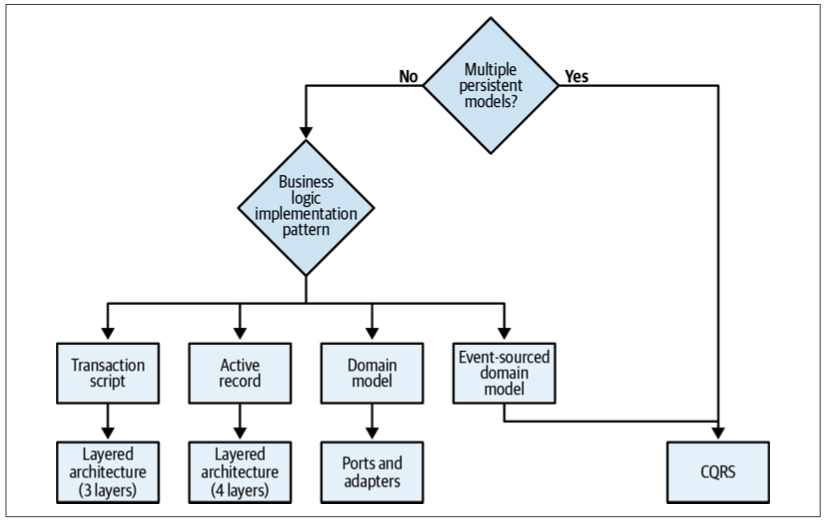 No
Multiple
persistent
models?
Yes
Business
logic
implementation
pattern
Transaction
script
Active
record
Domain
model
Event-sourced
domain
model
Layered
architecture
(3 layers)
Layered
architecture
(4 layers)
Ports and
adapters
CQRS